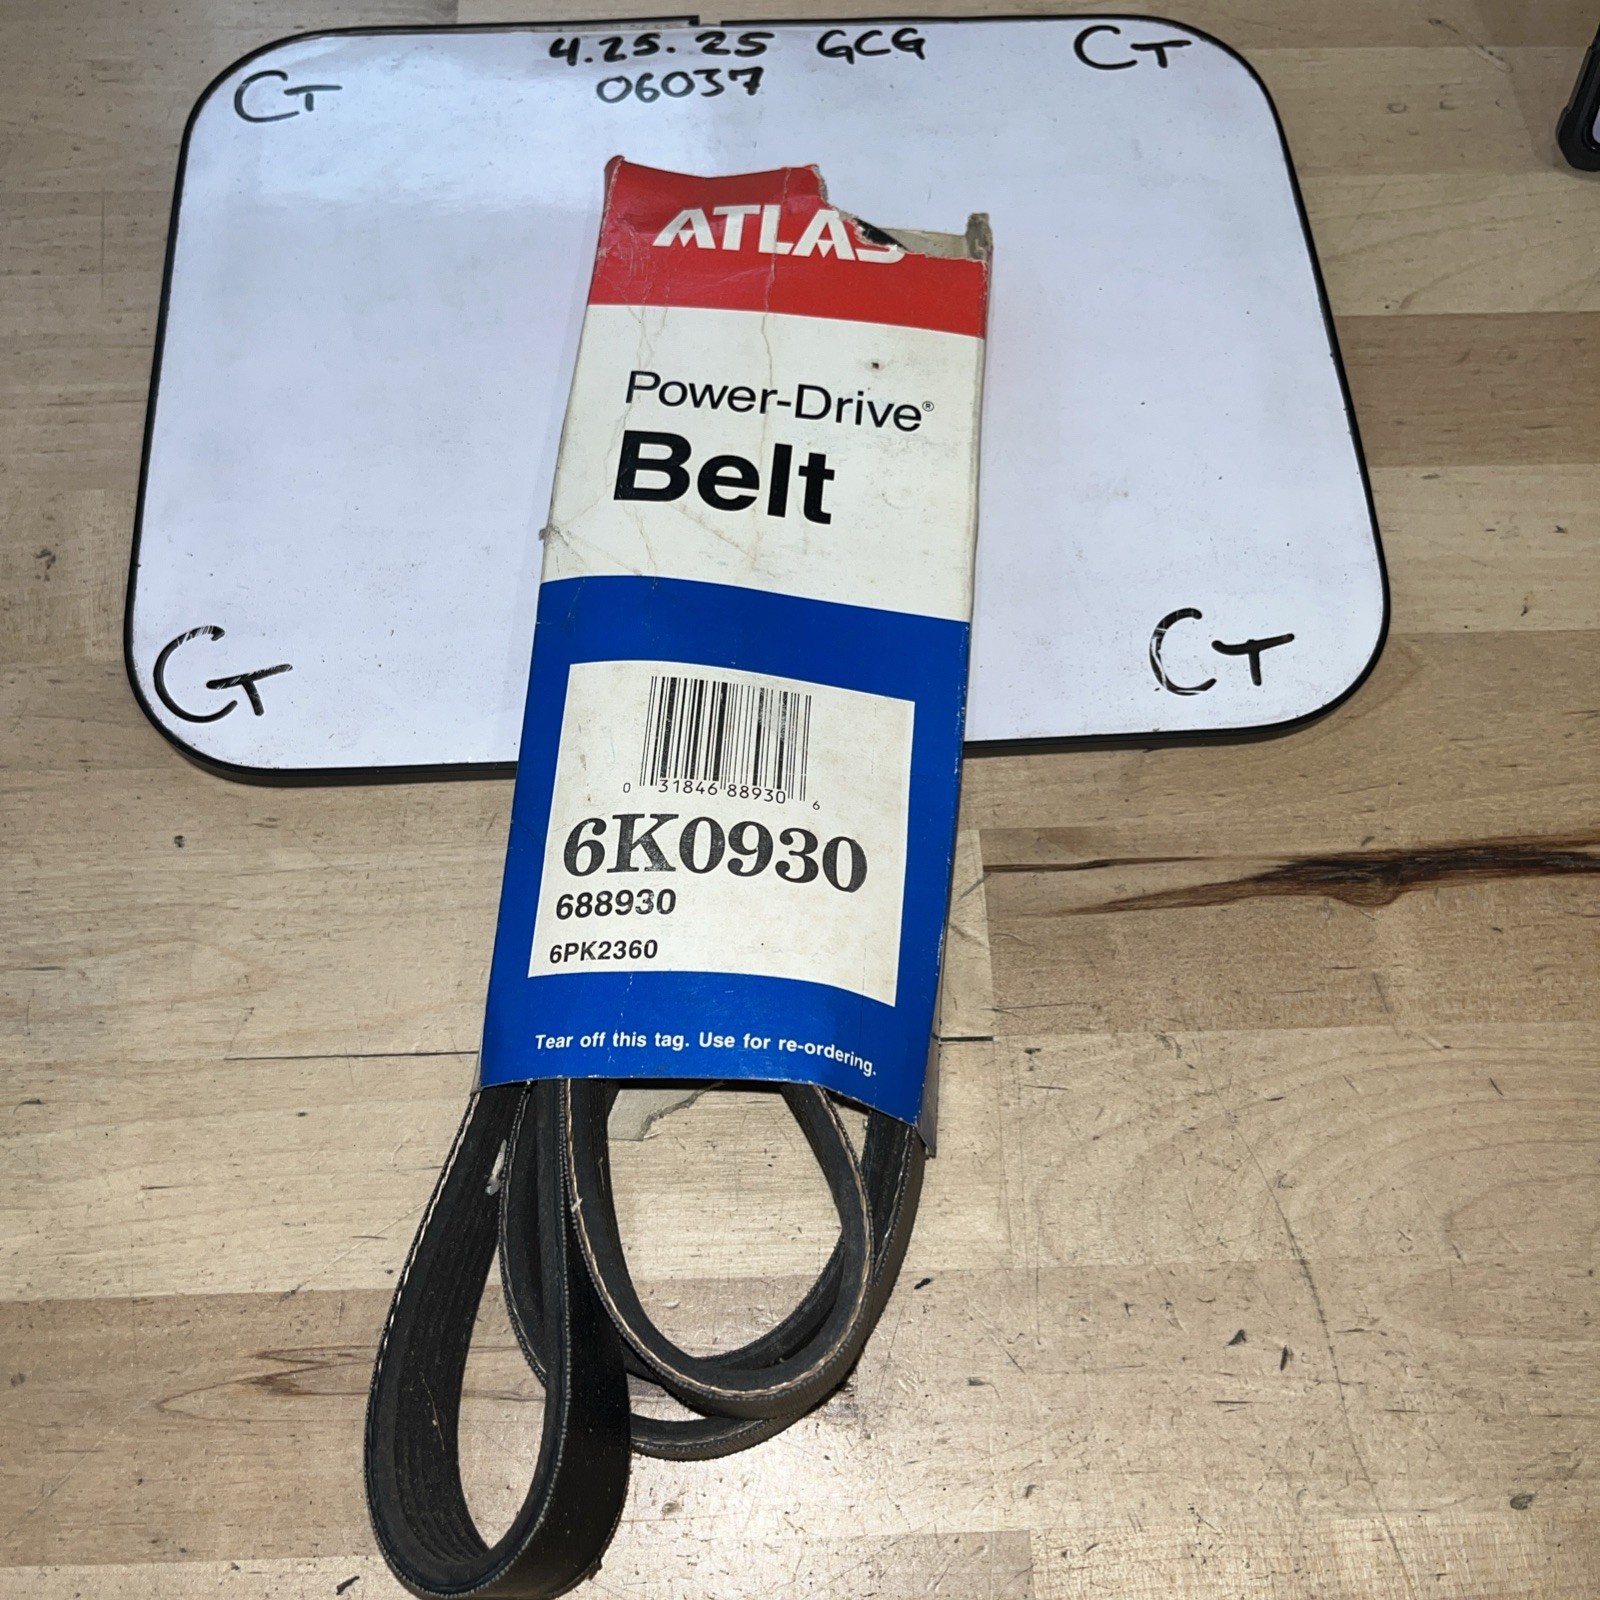 4.25.25 GCG
06037
CT
CT
ATLAS
Power-Drive®
Belt
0 31846 88930 6
6K0930
688930
6PK2360
Tear off this tag. Use for re-ordering.
CT
CT